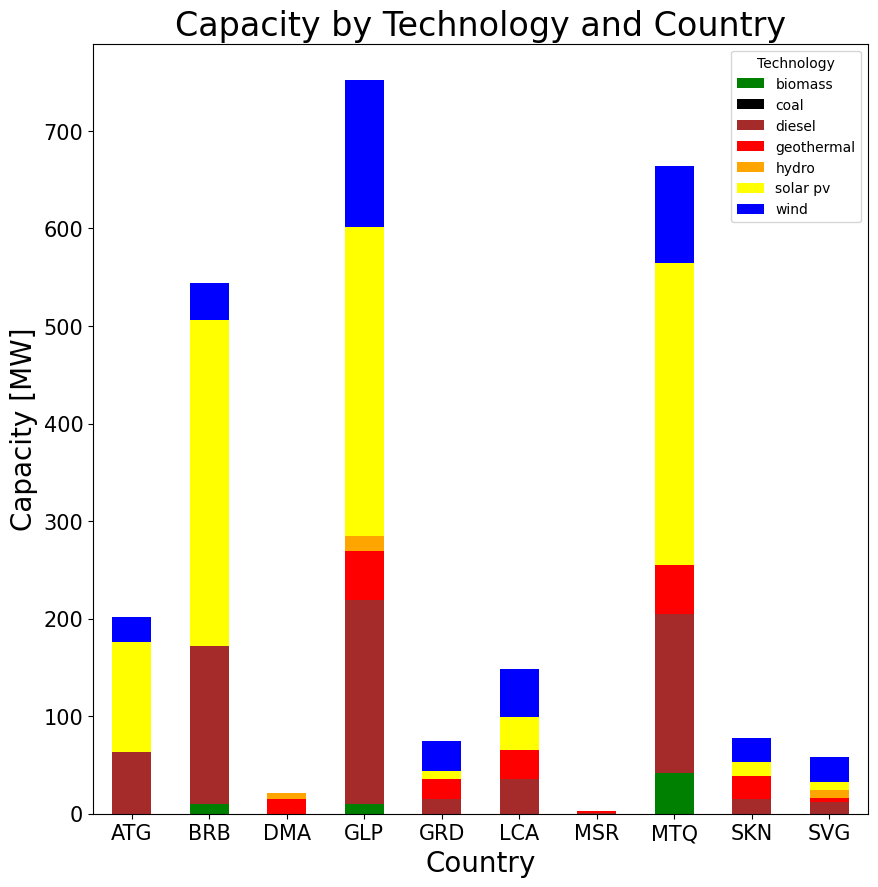 Capacity by Technology and Country
Technology
biomass
coal
diesel
geothermal
hydro
solar pv
wind
Capacity [MW]
700
600
500
400
300
200
100
0
ATG BRB DMA GLP GRD LCA MSR MTQ SKN SVG
Country